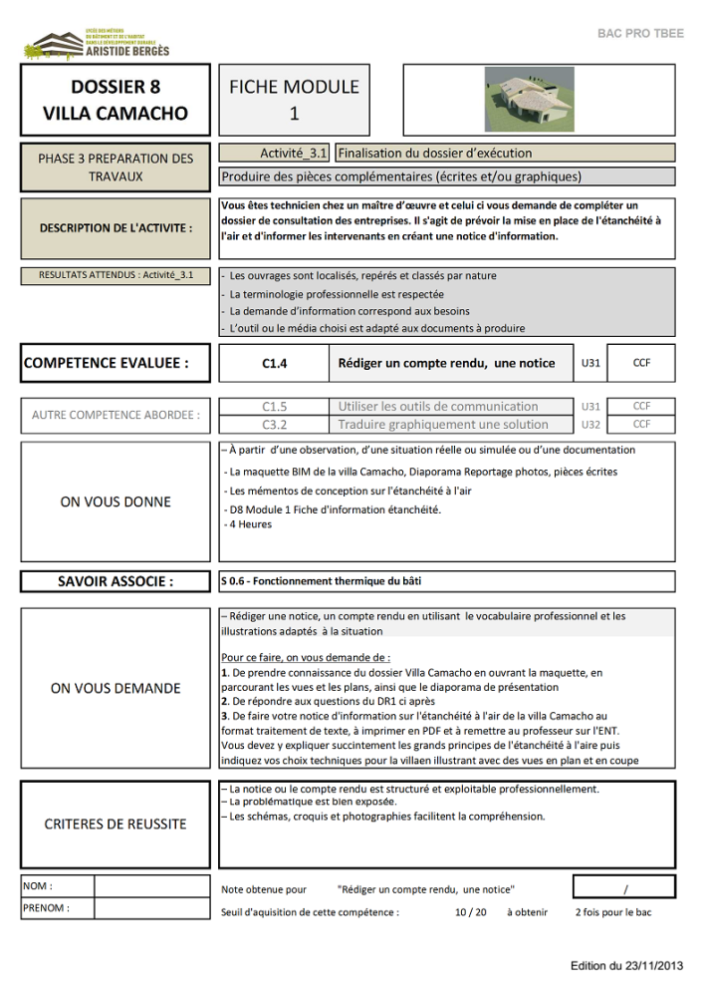 LYCÉE DES MÉTIERS
DU BÂTIMENT ET DE L'HABITAT
DANS LE DÉVELOPPEMENT DURABLE
ARISTIDE BERGÈS
BAC PRO TBEE
DOSSIER 8
VILLA CAMACHO
FICHE MODULE
1
PHASE 3 PREPARATION DES
TRAVAUX
Activité_3.1 Finalisation du dossier d'exécution
Produire des pièces complémentaires (écrites et/ou graphiques)
DESCRIPTION DE L'ACTIVITE :
Vous êtes technicien chez un maître d'œuvre et celui ci vous demande de compléter un
dossier de consultation des entreprises. Il s'agit de prévoir la mise en place de l'étanchéité à
l'air et d'informer les intervenants en créant une notice d'information.
RESULTATS ATTENDUS : Activité_3.1
- Les ouvrages sont localisés, repérés et classés par nature
- La terminologie professionnelle est respectée
- La demande d'information correspond aux besoins
- L'outil ou le média choisi est adapté aux documents à produire
COMPETENCE EVALUEE :
C1.4 Rédiger un compte rendu, une notice U31 CCF
AUTRE COMPETENCE ABORDEE :
C1.5 Utiliser les outils de communication U31 CCF
C3.2 Traduire graphiquement une solution U32 CCF
ON VOUS DONNE
– À partir d'une observation, d'une situation réelle ou simulée ou d'une documentation
- La maquette BIM de la villa Camacho, Diaporama Reportage photos, pièces écrites
- Les mémentos de conception sur l'étanchéité à l'air
- D8 Module 1 Fiche d'information étanchéité.
- 4 Heures
SAVOIR ASSOCIE :
S 0.6 - Fonctionnement thermique du bâti
ON VOUS DEMANDE
– Rédiger une notice, un compte rendu en utilisant le vocabulaire professionnel et les
illustrations adaptés à la situation
Pour ce faire, on vous demande de :
1. De prendre connaissance du dossier Villa Camacho en ouvrant la maquette, en
parcourant les vues et les plans, ainsi que le diaporama de présentation
2. De répondre aux questions du DR1 ci après
3. De faire votre notice d'information sur l'étanchéité à l'air de la villa Camacho au
format traitement de texte, à imprimer en PDF et à remettre au professeur sur l'ENT.
Vous devez y expliquer succintement les grands principes de l'étanchéité à l'aire puis
indiquez vos choix techniques pour la villaen illustrant avec des vues en plan et en coupe
CRITERES DE REUSSITE
– La notice ou le compte rendu est structuré et exploitable professionnellement.
– La problématique est bien exposée.
– Les schémas, croquis et photographies facilitent la compréhension.
NOM :
PRENOM :
Note obtenue pour "Rédiger un compte rendu, une notice" /
Seuil d'aquisition de cette compétence : 10 / 20 à obtenir 2 fois pour le bac
Edition du 23/11/2013